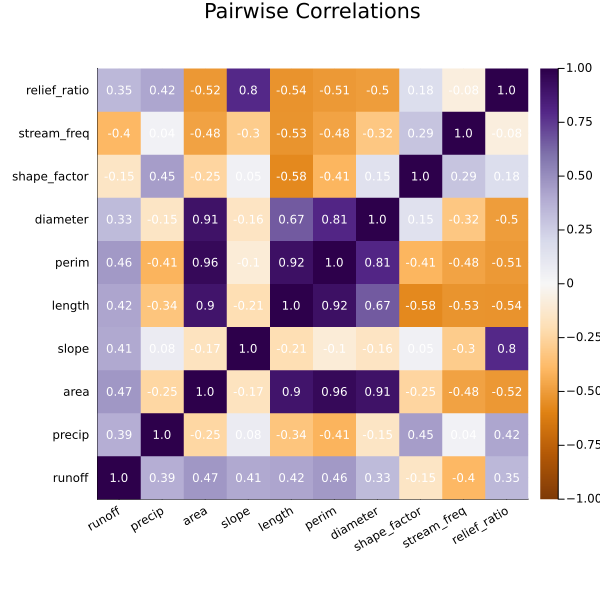 Pairwise Correlations
relief_ratio 0.35 0.42 -0.52 0.8 -0.54 -0.51 -0.5 0.18 -0.08 1.0
stream_freq -0.4 0.04 -0.48 -0.3 -0.53 -0.48 -0.32 0.29 1.0 -0.08
shape_factor -0.15 0.45 -0.25 0.05 -0.58 -0.41 0.15 1.0 0.29 0.18
diameter 0.33 -0.15 0.91 -0.16 0.67 0.81 1.0 0.15 -0.32 -0.5
perim 0.46 -0.41 0.96 -0.1 0.92 1.0 0.81 -0.41 -0.48 -0.51
length 0.42 -0.34 0.9 -0.21 1.0 0.92 0.67 -0.58 -0.53 -0.54
slope 0.41 0.08 -0.17 1.0 -0.21 -0.1 -0.16 0.05 -0.3 0.8
area 0.47 -0.25 1.0 -0.17 0.9 0.96 0.91 -0.25 -0.48 -0.52
precip 0.39 1.0 -0.25 0.08 -0.34 -0.41 -0.15 0.45 0.04 0.42
runoff 1.0 0.39 0.47 0.41 0.42 0.46 0.33 -0.15 -0.4 0.35
runoff precip area slope length perim diameter shape_factor stream_freq relief_ratio
1.00
0.75
0.50
0.25
0
−0.25
−0.50
−0.75
−1.00